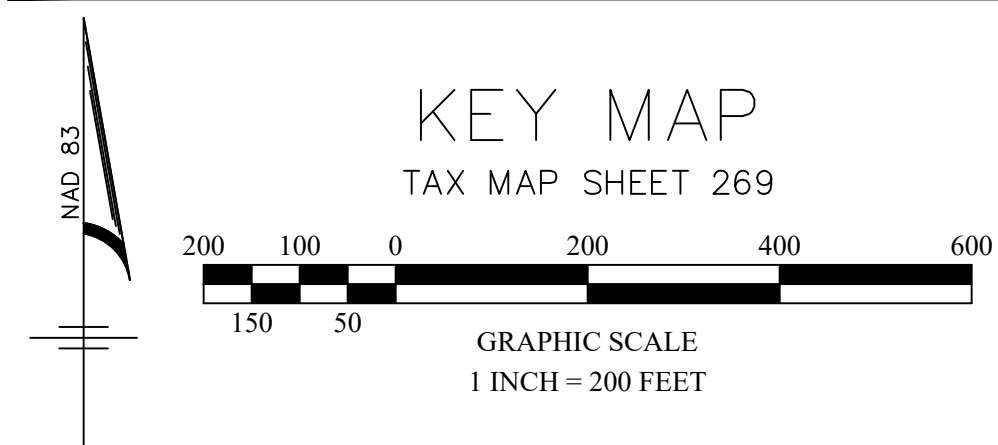 NAD 83
KEY MAP
TAX MAP SHEET 269
200 100 0 200 400 600
150 50
GRAPHIC SCALE
1 INCH = 200 FEET